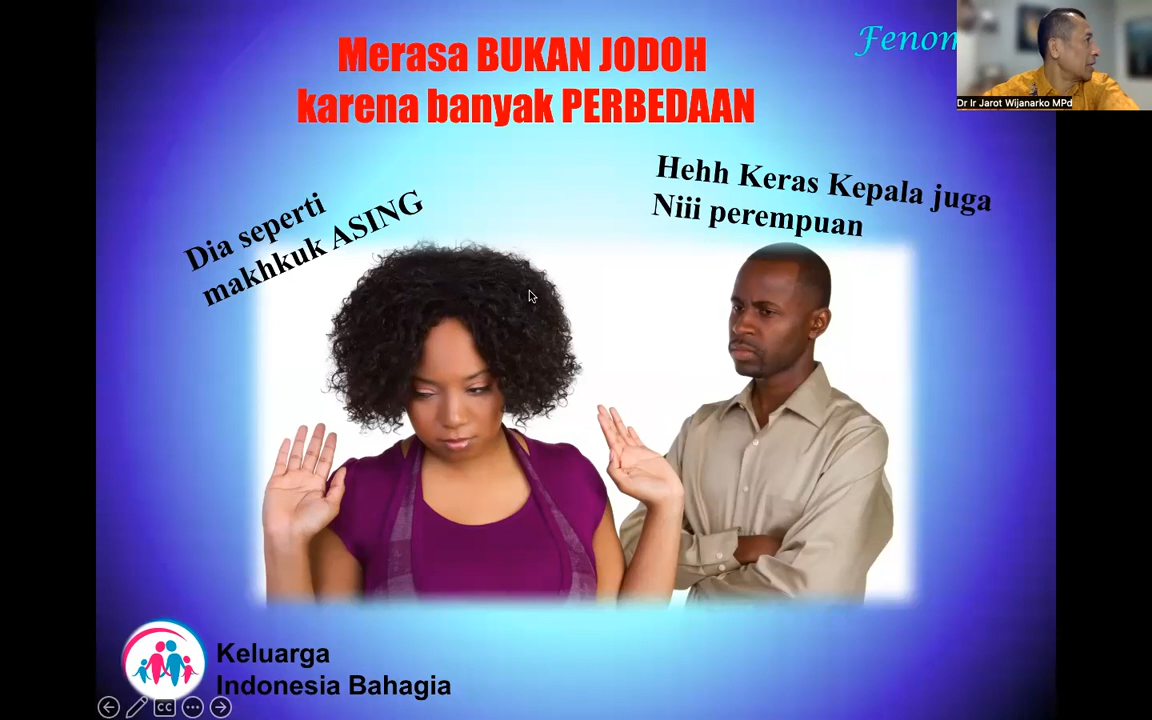 Merasa BUKAN JODOH
karena banyak PERBEDAAN
Fenom
Dr Ir Jarot Wijanarko MPd
Hehh Keras Kepala juga
Niii perempuan
Dia seperti
makhkuk ASING
Keluarga
Indonesia Bahagia
CC